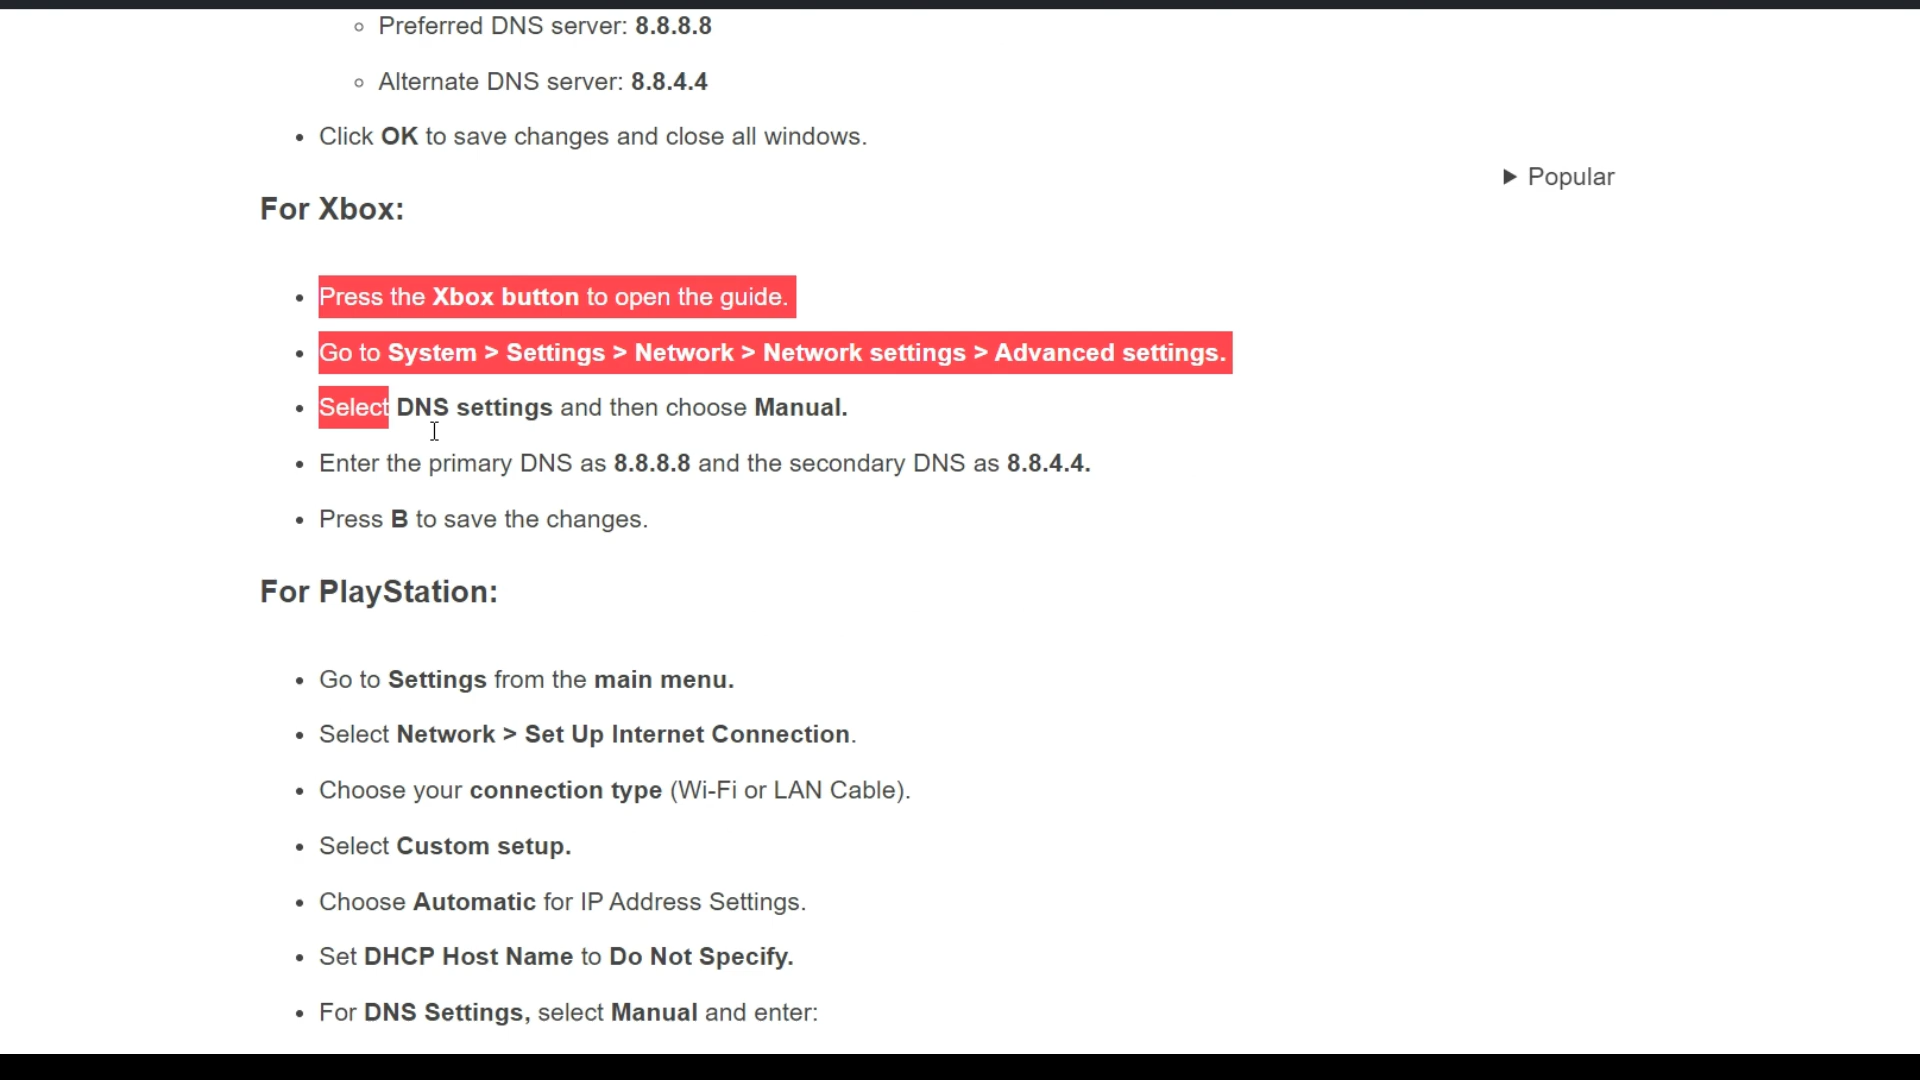 Preferred DNS server: 8.8.8.8
Alternate DNS server: 8.8.4.4
Click OK to save changes and close all windows.
Popular
For Xbox:
Press the Xbox button to open the guide.
Go to System > Settings > Network > Network settings > Advanced settings.
Select DNS settings and then choose Manual.
Enter the primary DNS as 8.8.8.8 and the secondary DNS as 8.8.4.4.
Press B to save the changes.
For PlayStation:
Go to Settings from the main menu.
Select Network > Set Up Internet Connection.
Choose your connection type (Wi-Fi or LAN Cable).
Select Custom setup.
Choose Automatic for IP Address Settings.
Set DHCP Host Name to Do Not Specify.
For DNS Settings, select Manual and enter: